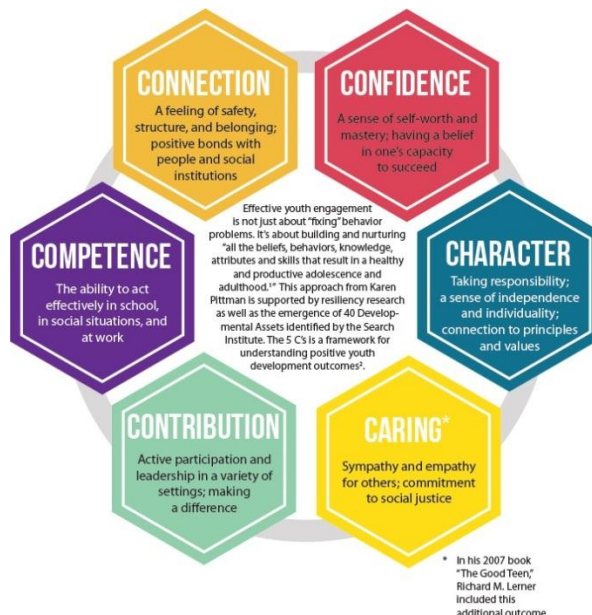 CONNECTION
A feeling of safety,
structure, and belonging;
positive bonds with
people and social
institutions
CONFIDENCE
A sense of self-worth and
mastery; having a belief
in one's capacity
to succeed
Effective youth engagement
is not just about "fixing" behavior
problems. It's about building and nurturing
"all the beliefs, behaviors, knowledge,
attributes and skills that result in a healthy
and productive adolescence and
adulthood.¹" This approach from Karen
Pittman is supported by resiliency research
as well as the emergence of 40 Develop-
mental Assets identified by the Search
Institute. The 5 C's is a framework for
understanding positive youth
development outcomes².
COMPETENCE
The ability to act
effectively in school,
in social situations, and
at work
CHARACTER
Taking responsibility;
a sense of independence
and individuality;
connection to principles
and values
CONTRIBUTION
Active participation and
leadership in a variety of
settings; making
a difference
CARING*
Sympathy and empathy
for others; commitment
to social justice
* In his 2007 book
"The Good Teen,"
Richard M. Lerner
included this
additional outcome